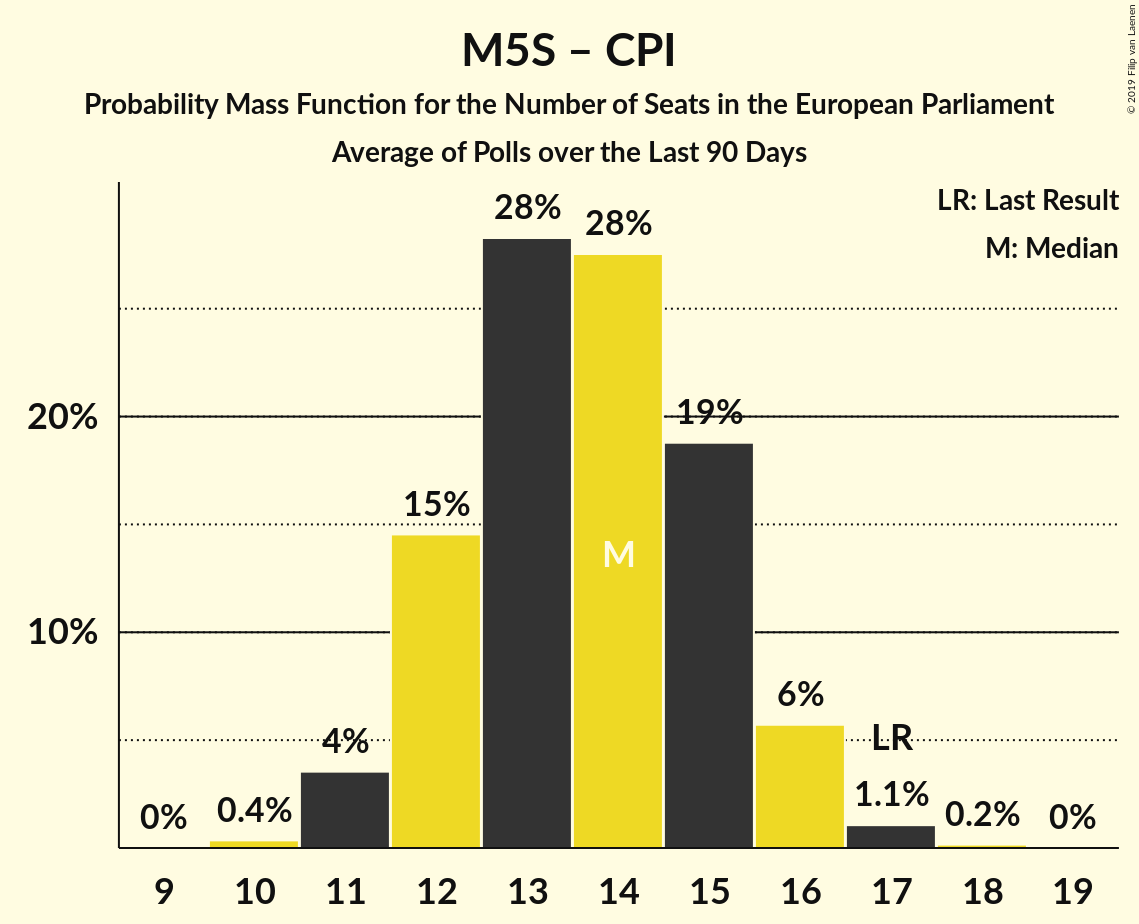 M5S – CPI
Probability Mass Function for the Number of Seats in the European Parliament
Average of Polls over the Last 90 Days
© 2019 Filip van Laenen
LR: Last Result
M: Median
20%
10%
0%
0.4%
4%
15%
28%
28%
M
19%
6%
LR
1.1%
0.2%
0%
9 10 11 12 13 14 15 16 17 18 19